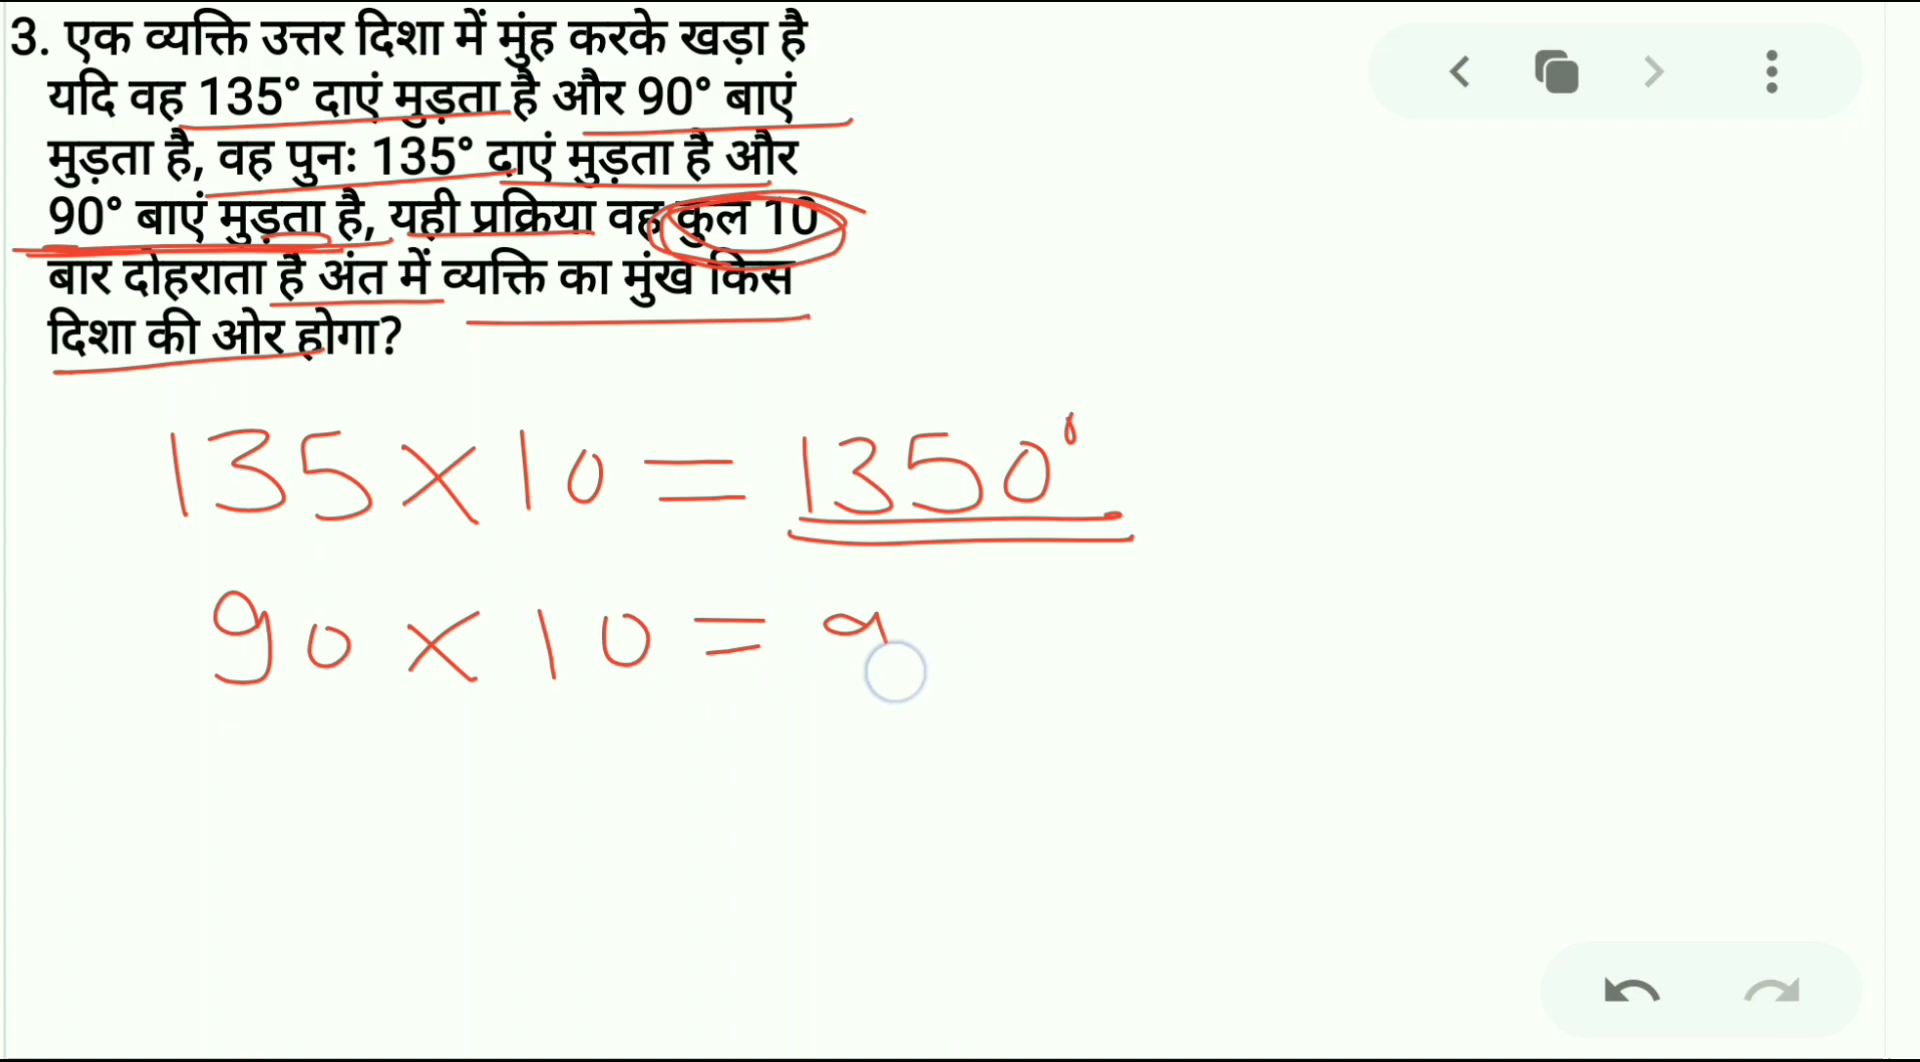 3. एक व्यक्ति उत्तर दिशा में मुंह करके खड़ा है
यदि वह 135° दाएं मुड़ता है और 90° बाएं
मुड़ता है, वह पुनः 135° दाएं मुड़ता है और
90° बाएं मुड़ता है, यही प्रक्रिया वह कुल 10
बार दोहराता है अंत में व्यक्ति का मुंख किस
दिशा की ओर होगा?
135 × 10 = 1350°
90 × 10 = 9